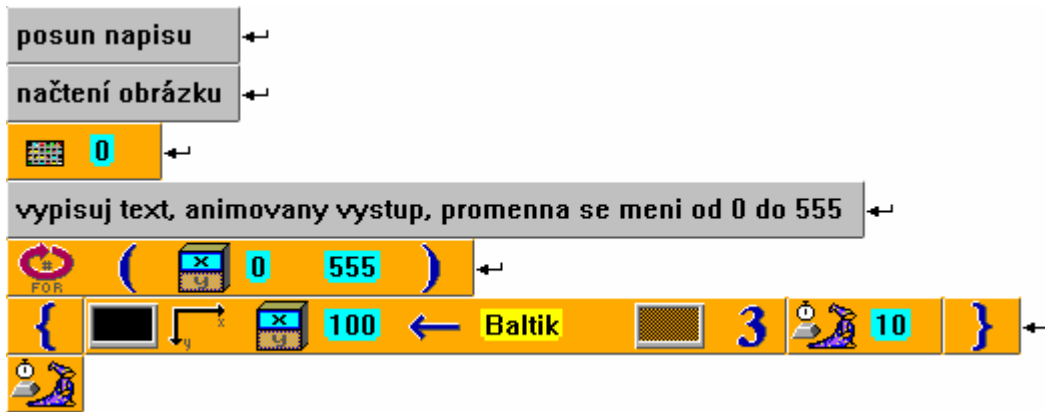 posun napisu
načtení obrázku
0
vypisuj text, animovany vystup, promenna se meni od 0 do 555
FOR ( x y 0 555 )
{ x y x y 100 ← Baltik 3 10 }